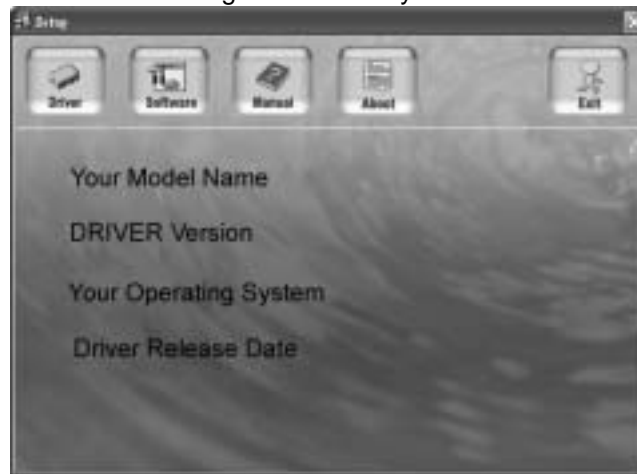 Setup
Driver Software Manual About Exit
Your Model Name
DRIVER Version
Your Operating System
Driver Release Date